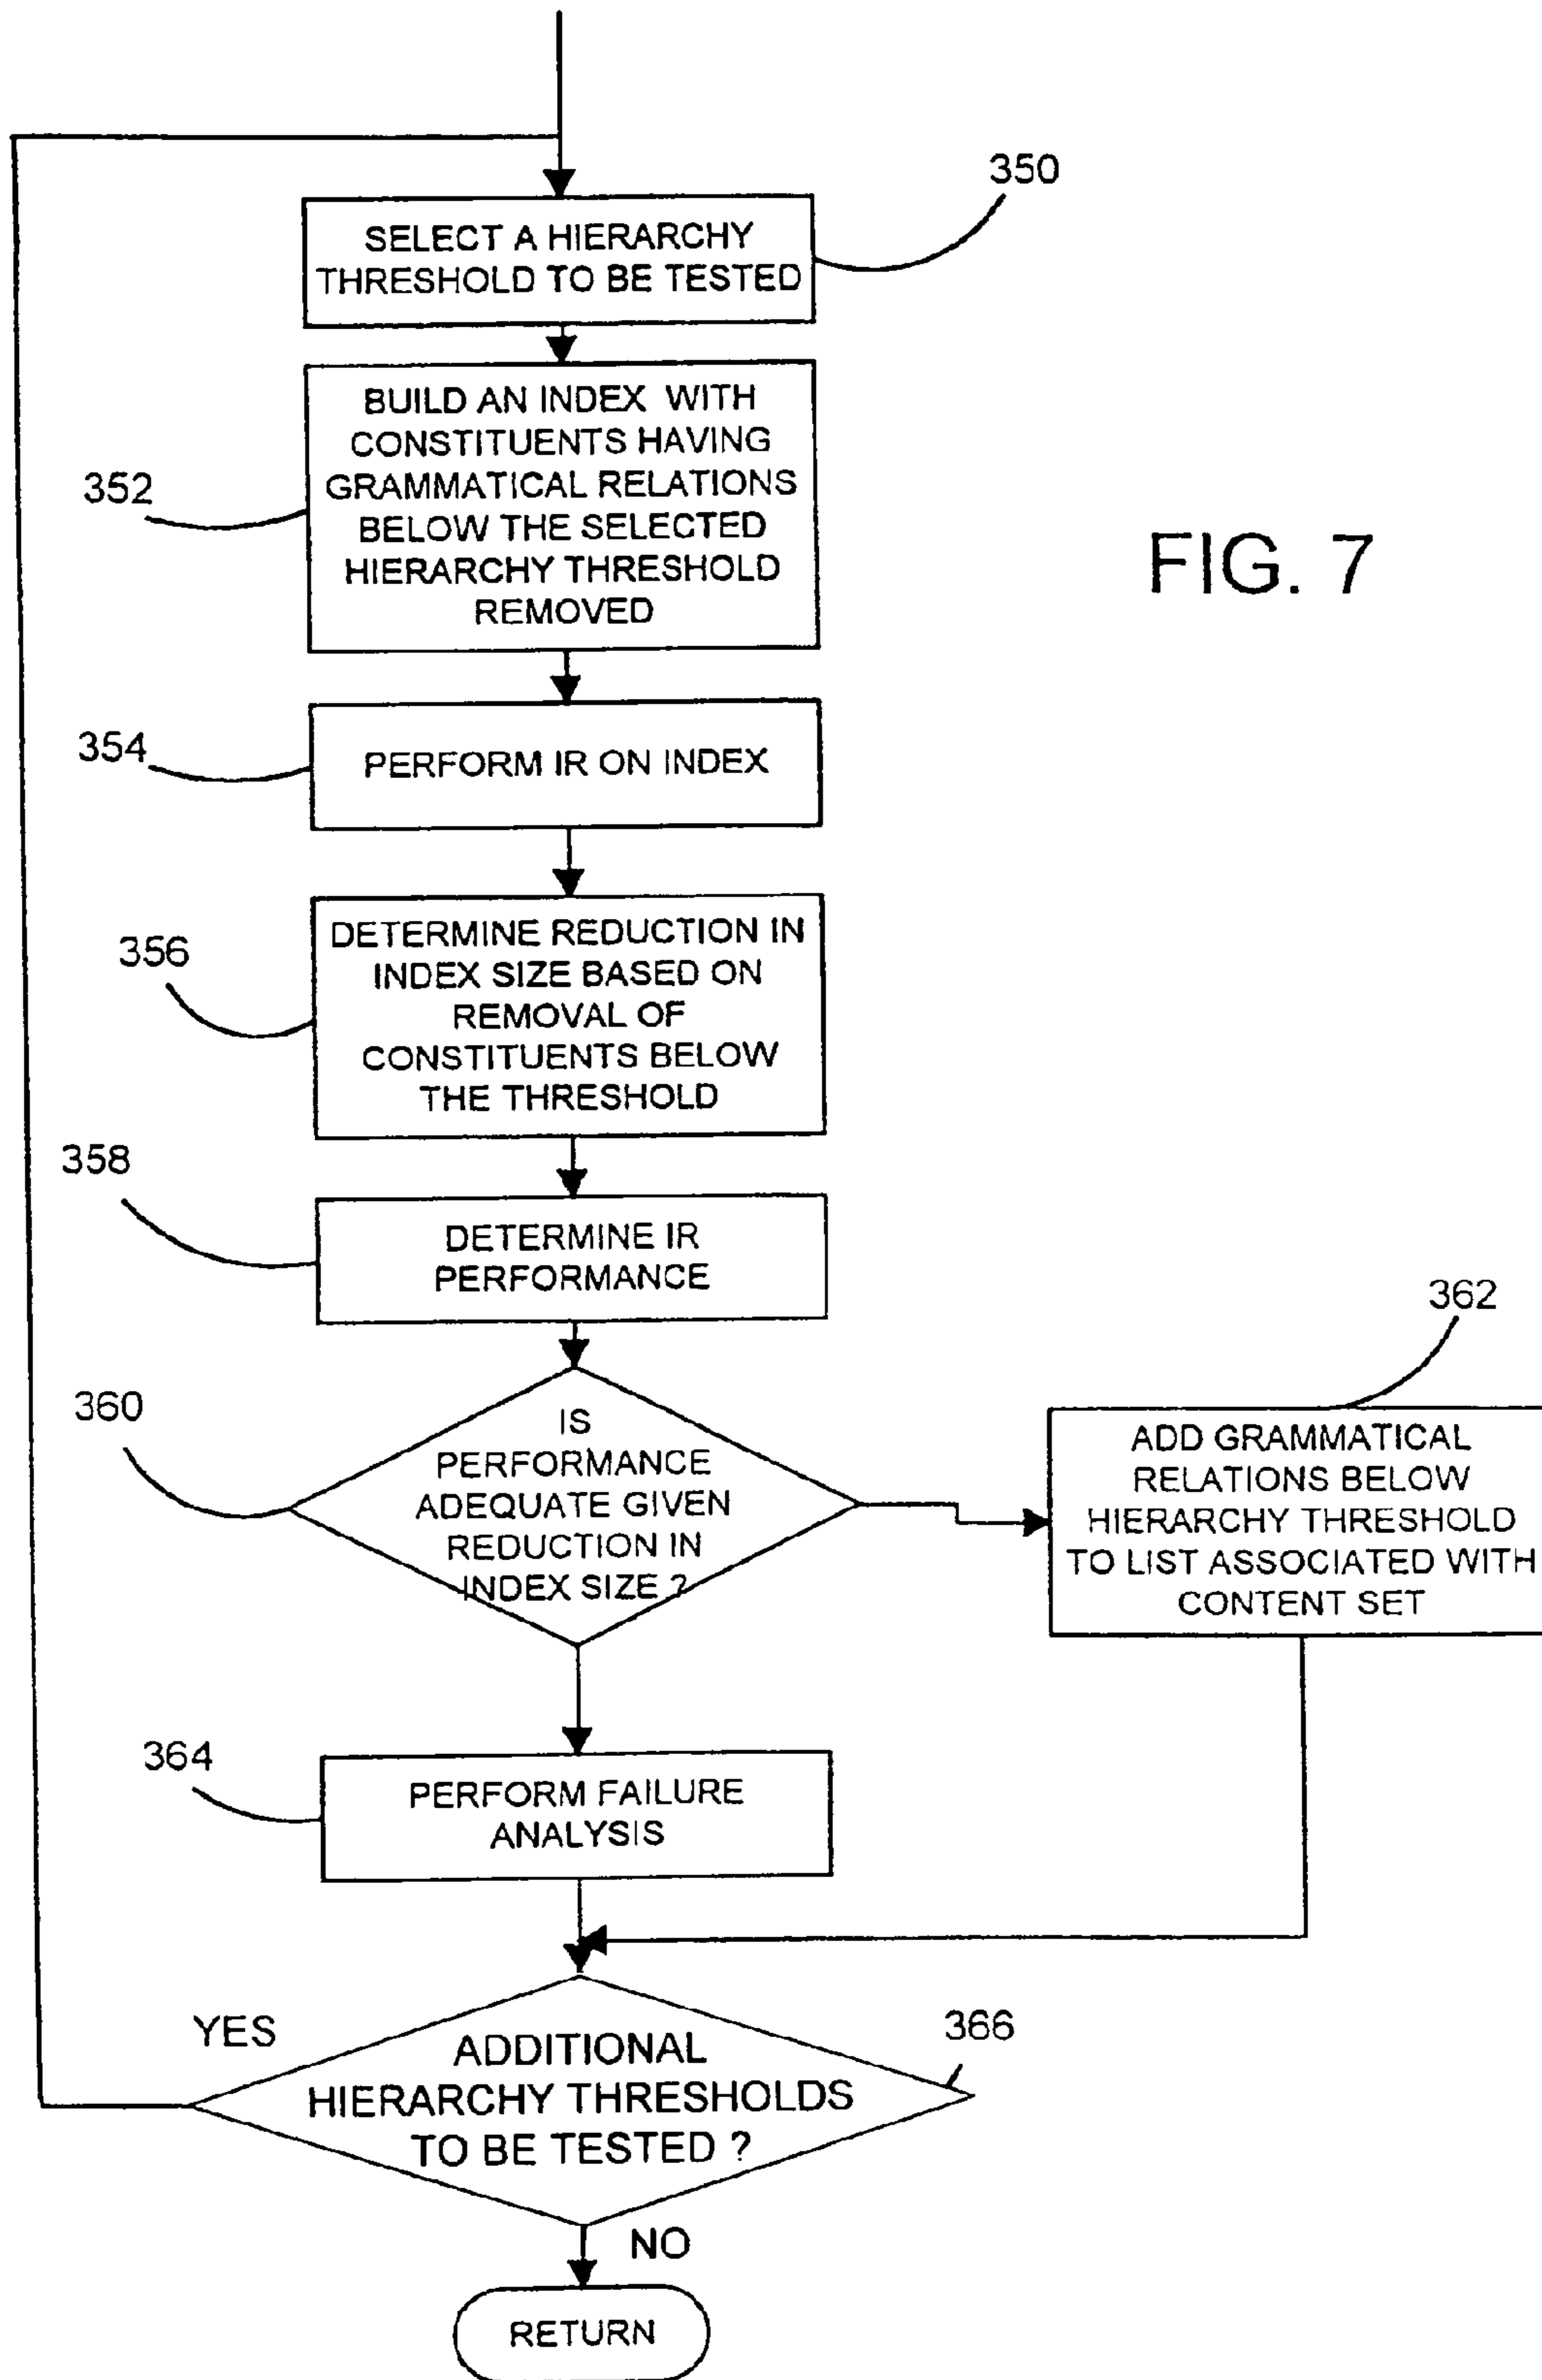 350
SELECT A HIERARCHY
THRESHOLD TO BE TESTED
352
BUILD AN INDEX WITH
CONSTITUENTS HAVING
GRAMMATICAL RELATIONS
BELOW THE SELECTED
HIERARCHY THRESHOLD
REMOVED
FIG. 7
354
PERFORM IR ON INDEX
356
DETERMINE REDUCTION IN
INDEX SIZE BASED ON
REMOVAL OF
CONSTITUENTS BELOW
THE THRESHOLD
358
DETERMINE IR
PERFORMANCE
360
IS
PERFORMANCE
ADEQUATE GIVEN
REDUCTION IN
INDEX SIZE ?
362
ADD GRAMMATICAL
RELATIONS BELOW
HIERARCHY THRESHOLD
TO LIST ASSOCIATED WITH
CONTENT SET
364
PERFORM FAILURE
ANALYSIS
YES
366
ADDITIONAL
HIERARCHY THRESHOLDS
TO BE TESTED ?
NO
RETURN